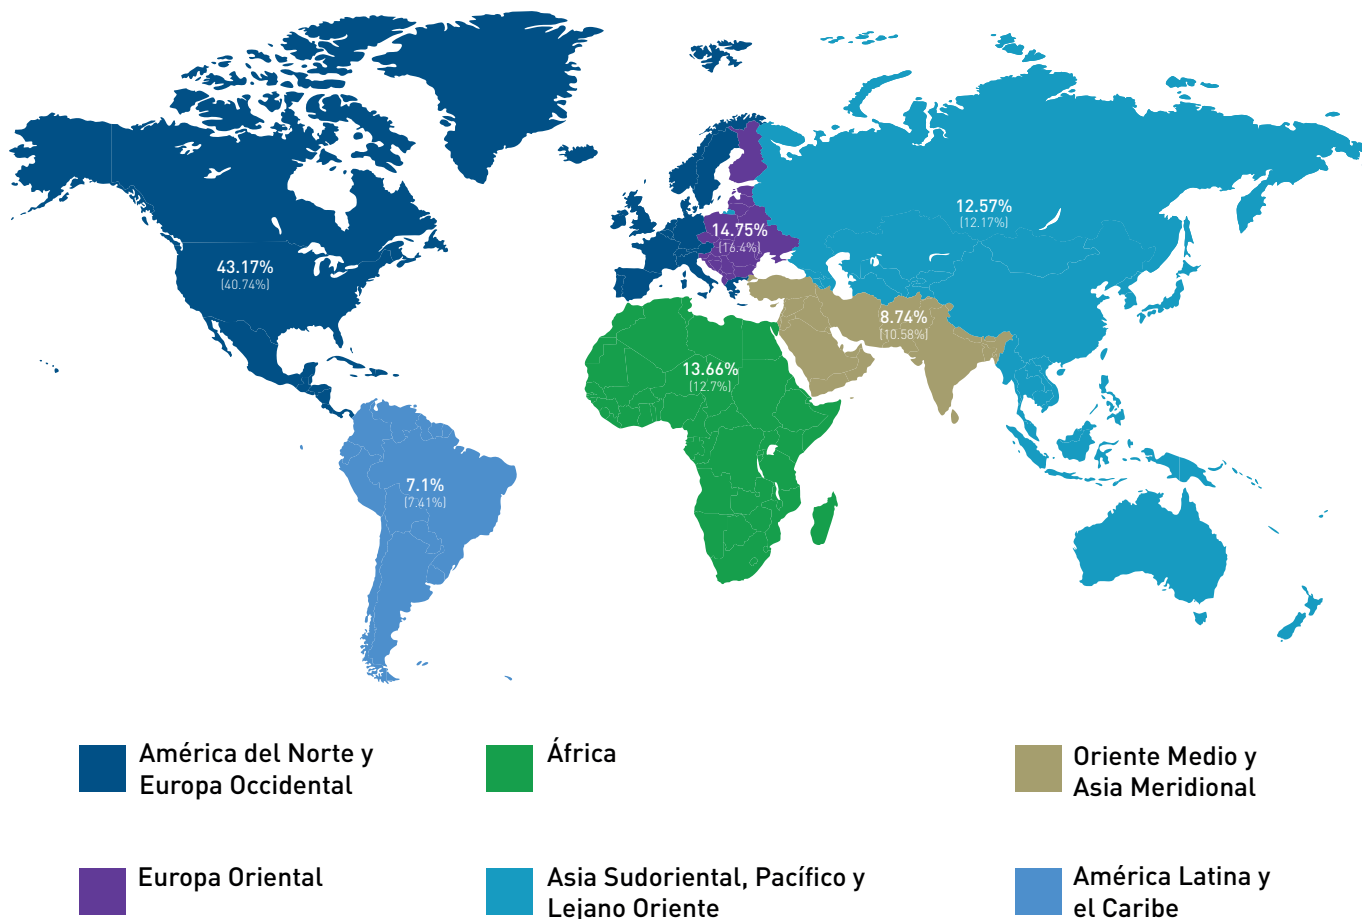 12.57%
(12.17%)
14.75%
(16.4%)
43.17%
(40.74%)
8.74%
(10.58%)
13.66%
(12.7%)
7.1%
(7.41%)
América del Norte y
Europa Occidental
África
Oriente Medio y
Asia Meridional
Europa Oriental
Asia Sudoriental, Pacífico y
Lejano Oriente
América Latina y
el Caribe